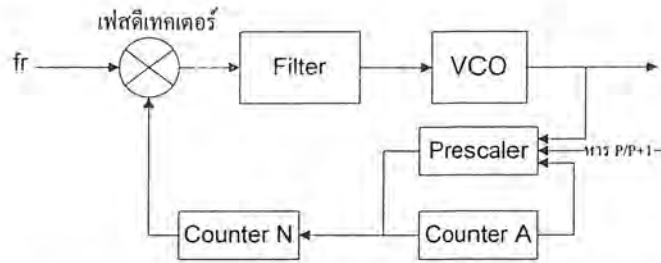 เฟสดีเทคเตอร์
fr
Filter
VCO
Prescaler
หาร P/P+1
Counter N
Counter A